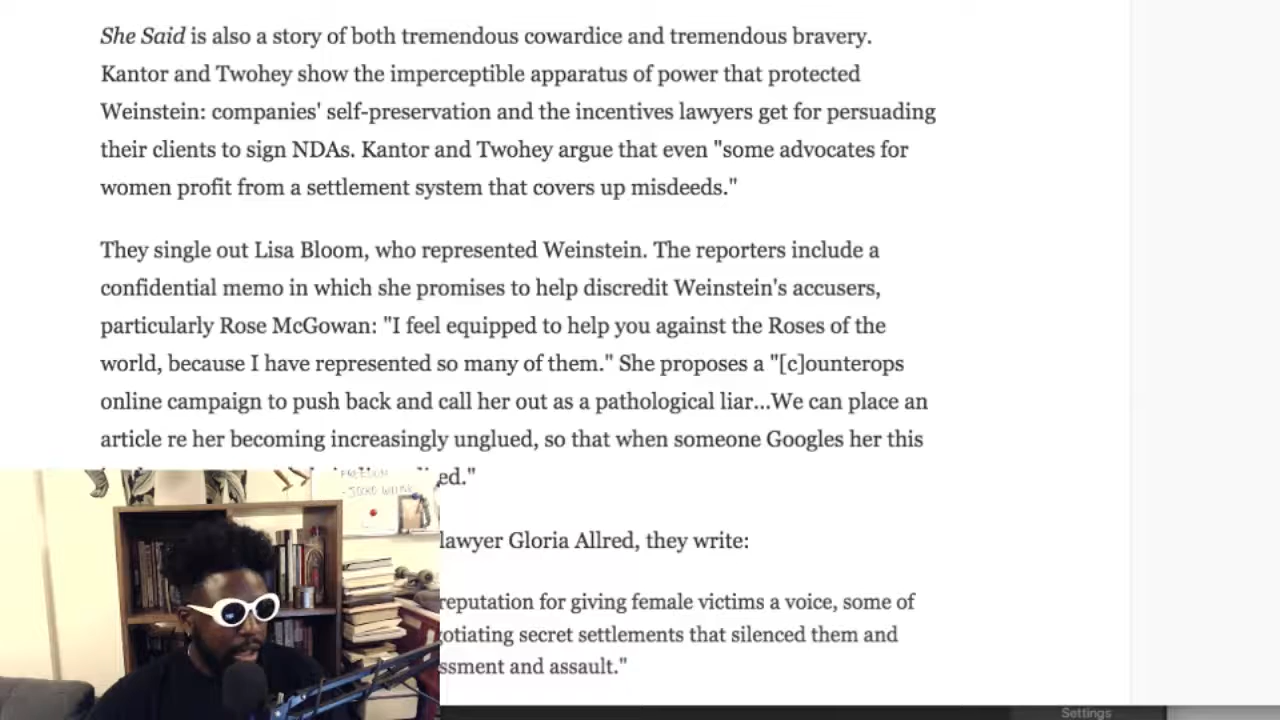 She Said is also a story of both tremendous cowardice and tremendous bravery.
Kantor and Twohey show the imperceptible apparatus of power that protected
Weinstein: companies' self-preservation and the incentives lawyers get for persuading
their clients to sign NDAs. Kantor and Twohey argue that even "some advocates for
women profit from a settlement system that covers up misdeeds."
They single out Lisa Bloom, who represented Weinstein. The reporters include a
confidential memo in which she promises to help discredit Weinstein's accusers,
particularly Rose McGowan: "I feel equipped to help you against the Roses of the
world, because I have represented so many of them." She proposes a "[c]ounterops
online campaign to push back and call her out as a pathological liar...We can place an
article re her becoming increasingly unglued, so that when someone Googles her this
ed."
lawyer Gloria Allred, they write:
reputation for giving female victims a voice, some of
secret settlements that silenced them and
and assault."
FREEDOM
-JOCKO WILLINK
Settings